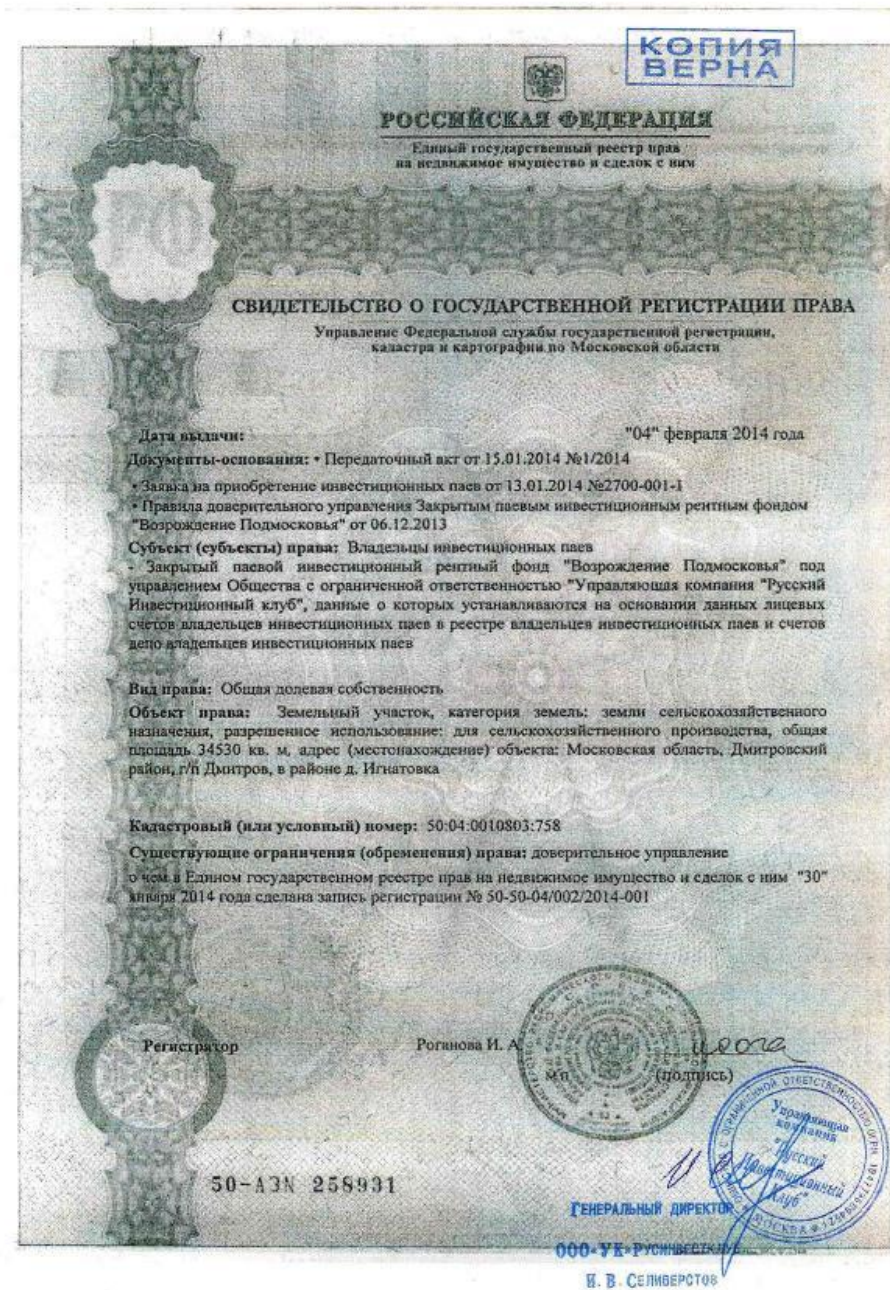 КОПИЯ
ВЕРНА
РОССИЙСКАЯ ФЕДЕРАЦИЯ
Единый государственный реестр прав
на недвижимое имущество и сделок с ним
СВИДЕТЕЛЬСТВО О ГОСУДАРСТВЕННОЙ РЕГИСТРАЦИИ ПРАВА
Управление Федеральной службы государственной регистрации,
кадастра и картографии по Московской области
Дата выдачи: "04" февраля 2014 года
Документы-основания: • Передаточный акт от 15.01.2014 №1/2014
• Заявка на приобретение инвестиционных паев от 13.01.2014 №2700-001-1
• Правила доверительного управления Закрытым паевым инвестиционным рентным фондом
"Возрождение Подмосковья" от 06.12.2013
Субъект (субъекты) права: Владельцы инвестиционных паев
- Закрытый паевой инвестиционный рентный фонд "Возрождение Подмосковья" под
управлением Общества с ограниченной ответственностью "Управляющая компания "Русский
Инвестиционный клуб", данные о которых устанавливаются на основании данных лицевых
счетов владельцев инвестиционных паев в реестре владельцев инвестиционных паев и счетов
депо владельцев инвестиционных паев
Вид права: Общая долевая собственность
Объект права: Земельный участок, категория земель: земли сельскохозяйственного
назначения, разрешенное использование: для сельскохозяйственного производства, общая
площадь 34530 кв. м, адрес (местонахождение) объекта: Московская область, Дмитровский
район, г/п Дмитров, в районе д. Игнатовка
Кадастровый (или условный) номер: 50:04:0010803:758
Существующие ограничения (обременения) права: доверительное управление
о чем в Едином государственном реестре прав на недвижимое имущество и сделок с ним "30"
января 2014 года сделана запись регистрации № 50-50-04/002/2014-001
Регистратор Роганова И. А.
м.п. (подпись)
Управляющая
компания
"Русский
Инвестиционный
Клуб"
МОСКВА
50-АЗN 258931
ГЕНЕРАЛЬНЫЙ ДИРЕКТОР
ООО «УК «РУСИНВЕСТКЛУБ
И. В. СЕЛИВЕРСТОВ